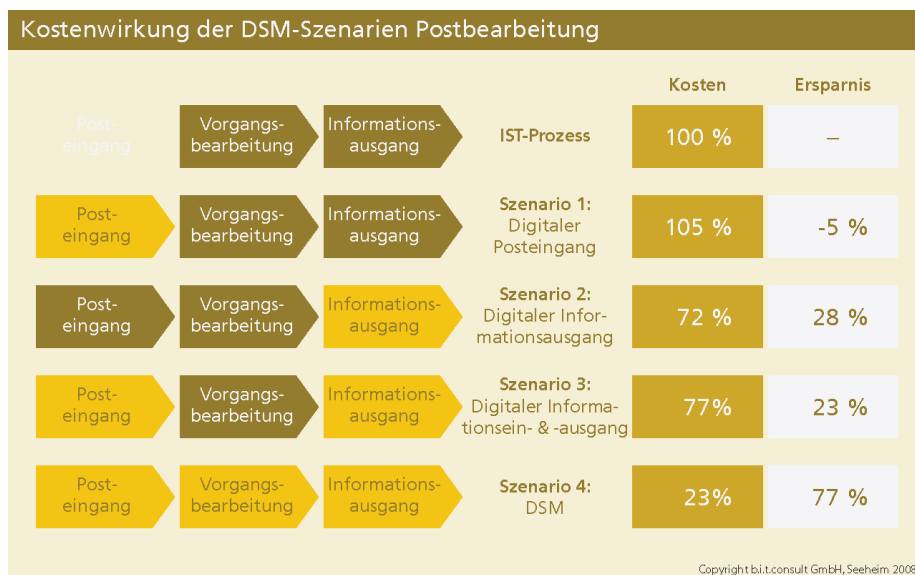 Kostenwirkung der DSM-Szenarien Postbearbeitung
Kosten
Ersparnis
Post-
eingang
Vorgangs-
bearbeitung
Informations-
ausgang
IST-Prozess
100 %
–
Post-
eingang
Vorgangs-
bearbeitung
Informations-
ausgang
Szenario 1:
Digitaler
Posteingang
105 %
-5 %
Post-
eingang
Vorgangs-
bearbeitung
Informations-
ausgang
Szenario 2:
Digitaler Infor-
mationsausgang
72 %
28 %
Post-
eingang
Vorgangs-
bearbeitung
Informations-
ausgang
Szenario 3:
Digitaler Informa-
tionsein- & -ausgang
77%
23 %
Post-
eingang
Vorgangs-
bearbeitung
Informations-
ausgang
Szenario 4:
DSM
23%
77 %
Copyright b.i.t.consult GmbH, Seeheim 2008